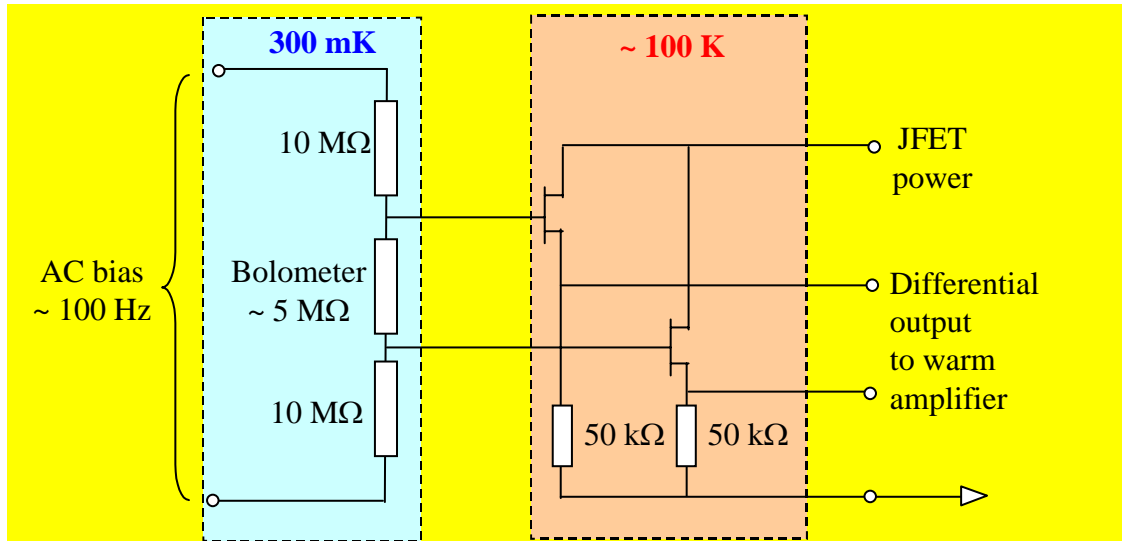 300 mK
~ 100 K
10 MΩ
JFET
power
AC bias
~ 100 Hz
Bolometer
~ 5 MΩ
Differential
output
to warm
amplifier
10 MΩ
50 kΩ
50 kΩ